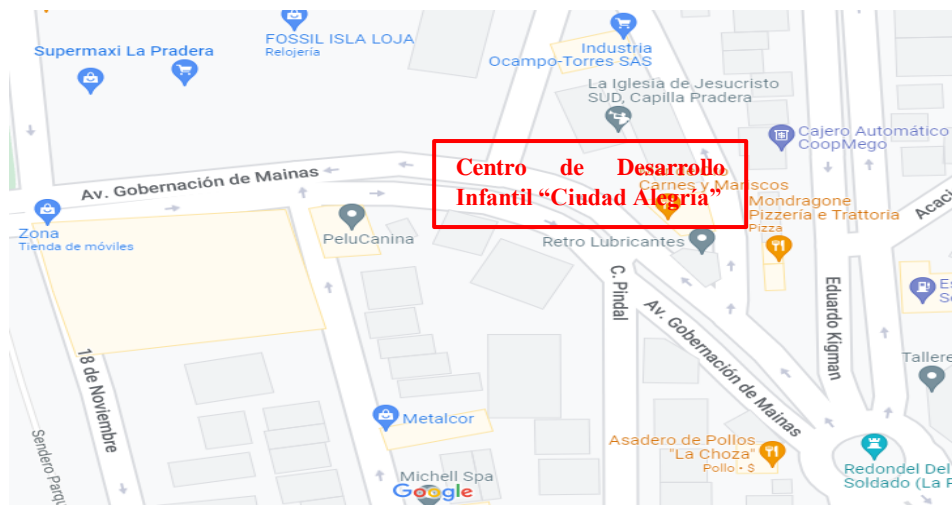 FOSSIL ISLA LOJA
Relojería
Supermaxi La Pradera
Industria
Ocampo-Torres SAS
La Iglesia de Jesucristo
SUD, Capilla Pradera
Cajero Automático
CoopMego
Centro de Desarrollo
Infantil “Ciudad Alegría”
Carnes y Mariscos
Av. Gobernación de Mainas
Mondragone
Pizzería e Trattoria
Pizza
Zona
Tienda de móviles
PeluCanina
Retro Lubricantes
C. Pindal
Eduardo Kigman
Av. Gobernación de Mainas
18 de Noviembre
Metalcor
Asadero de Pollos
"La Choza"
Pollo • $
Redondel Del
Soldado (La
Michell Spa
Google
Sendero